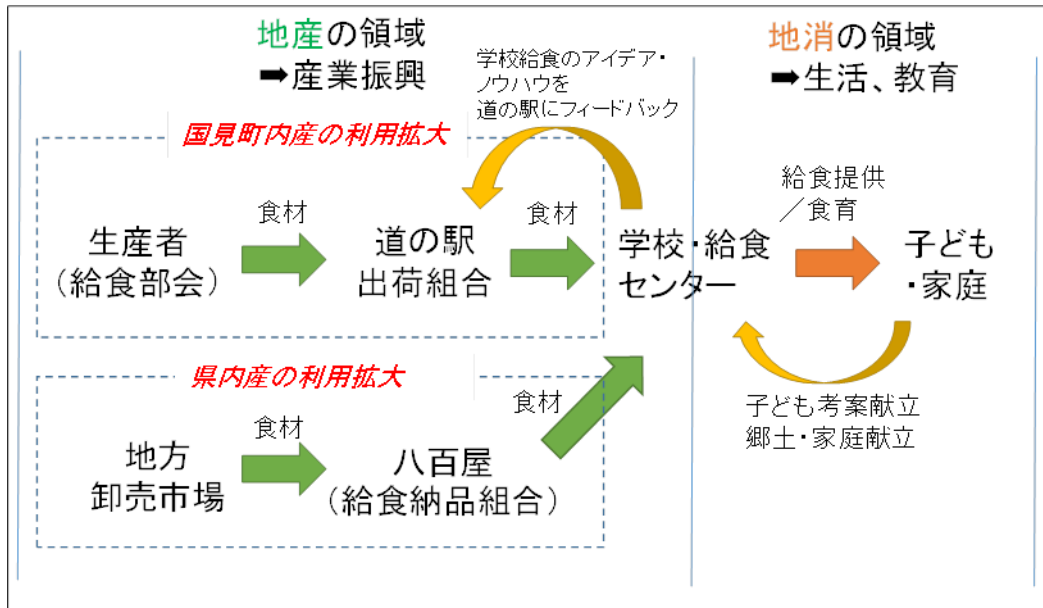 地産の領域
➡産業振興
学校給食のアイデア・
ノウハウを
道の駅にフィードバック
地消の領域
➡生活、教育
国見町内産の利用拡大
生産者
（給食部会）
食材
道の駅
出荷組合
食材
学校・給食
センター
給食提供
／食育
子ども
・家庭
県内産の利用拡大
地方
卸売市場
食材
八百屋
（給食納品組合）
食材
子ども考案献立
郷土・家庭献立